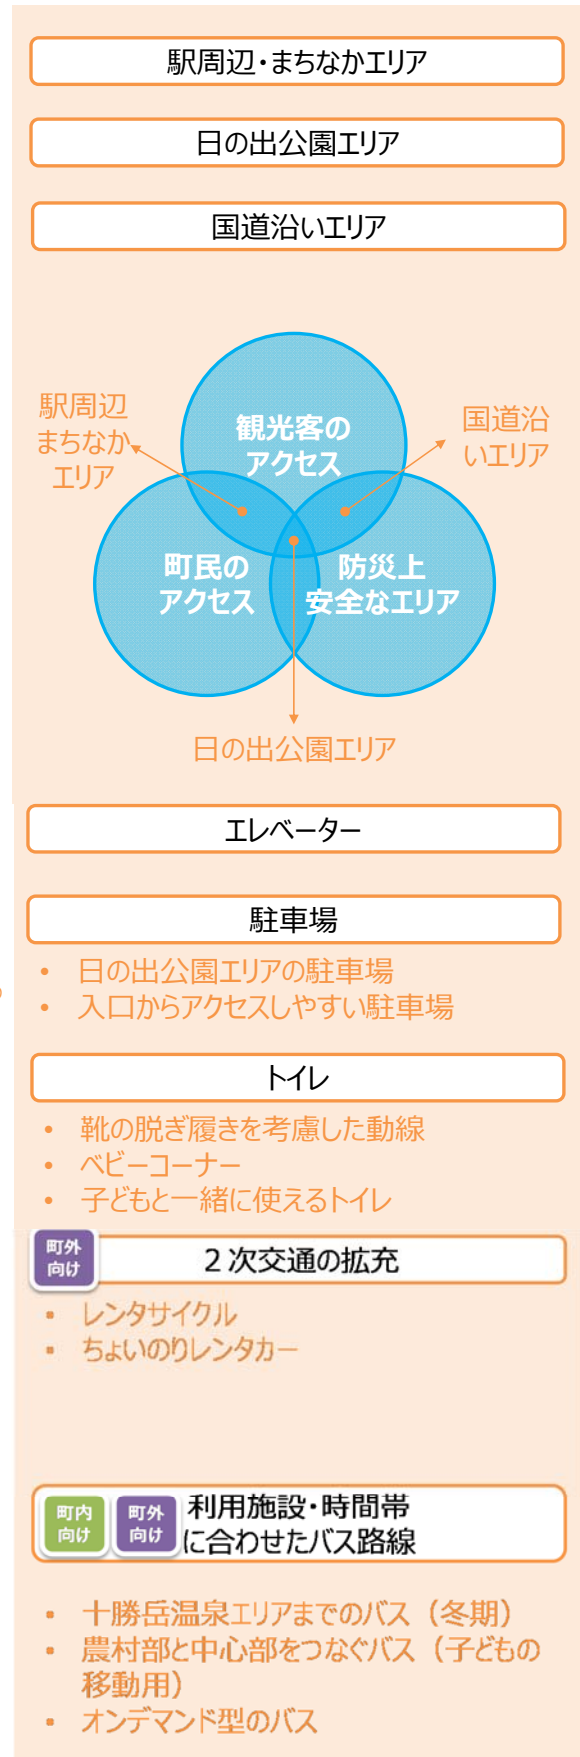 駅周辺・まちなかエリア
日の出公園エリア
国道沿いエリア
駅周辺
まちなか
エリア
観光客の
アクセス
国道沿
いエリア
町民の
アクセス
防災上
安全なエリア
日の出公園エリア
エレベーター
駐車場
• 日の出公園エリアの駐車場
• 入口からアクセスしやすい駐車場
トイレ
• 靴の脱ぎ履きを考慮した動線
• ベビーコーナー
• 子どもと一緒に使えるトイレ
町外
向け
２次交通の拡充
• レンタサイクル
• ちょいのりレンタカー
町内
向け
町外
向け
利用施設・時間帯
に合わせたバス路線
• 十勝岳温泉エリアまでのバス（冬期）
• 農村部と中心部をつなぐバス（子どもの
移動用）
• オンデマンド型のバス